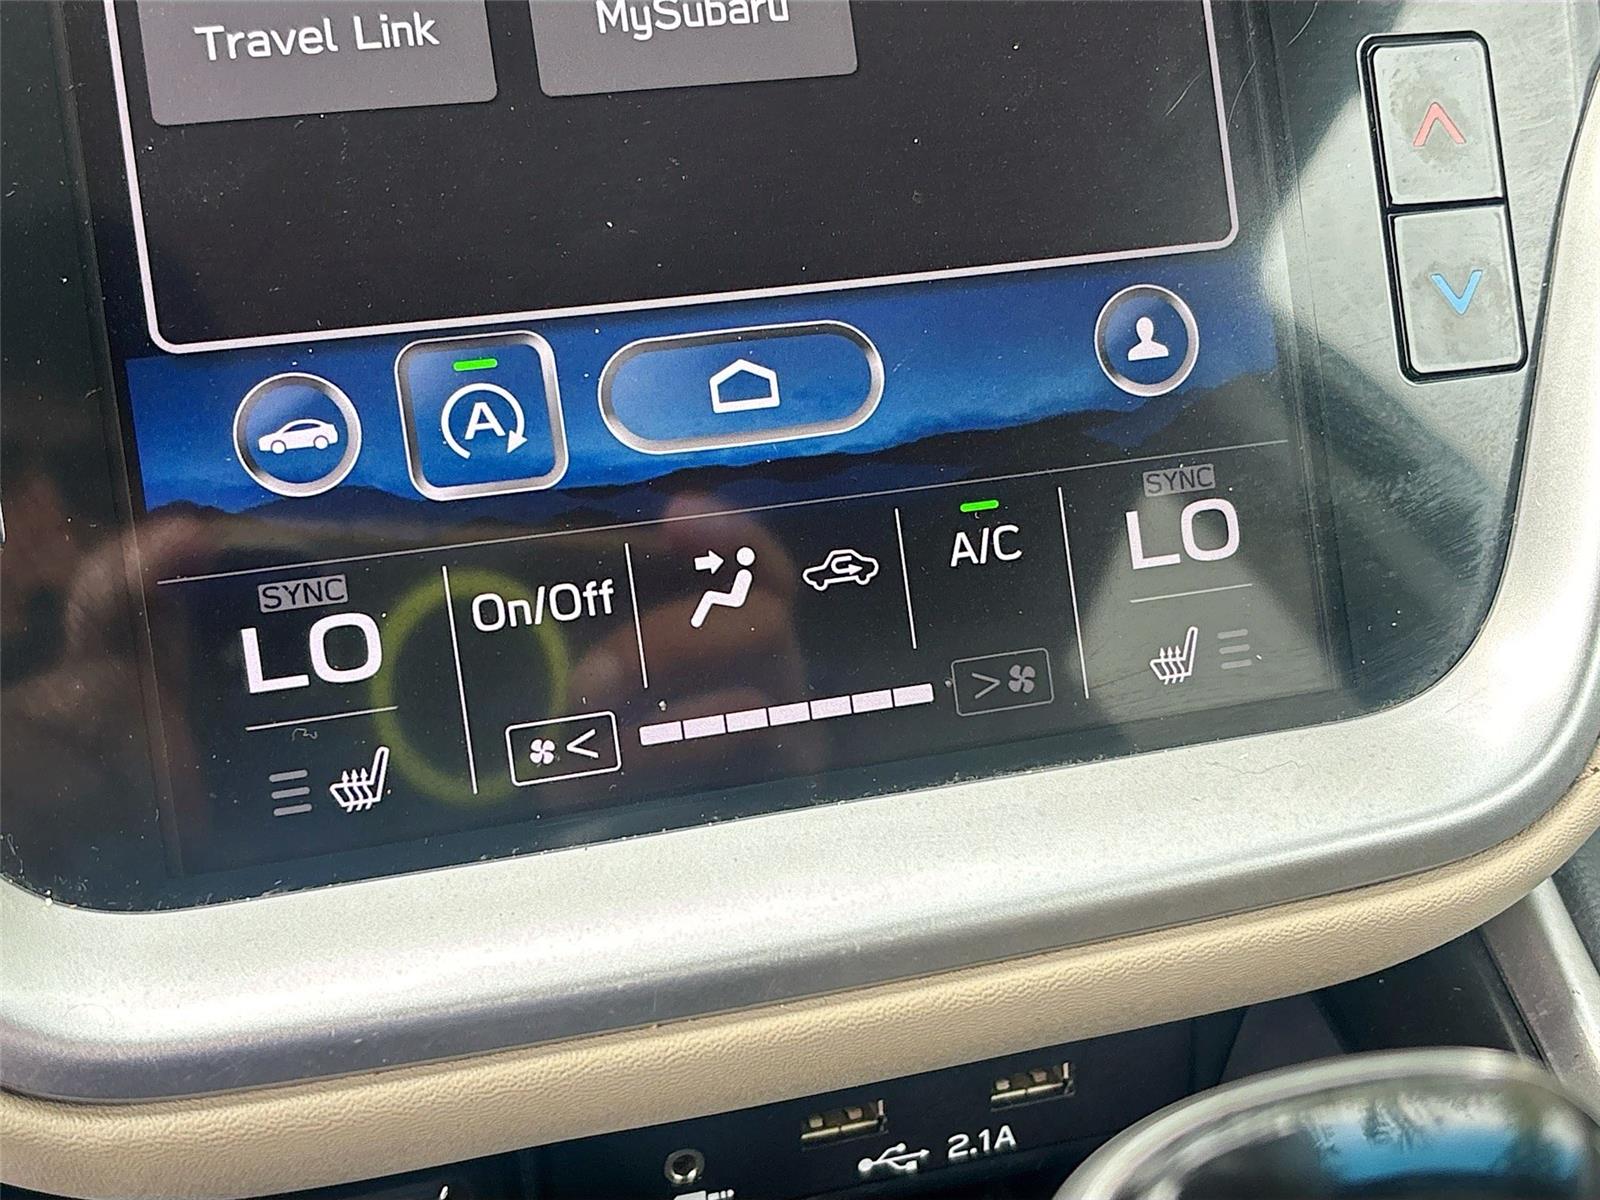 Travel Link
MySubaru
A
SYNC
LO
On/Off
A/C
SYNC
LO
<
>
2.1A